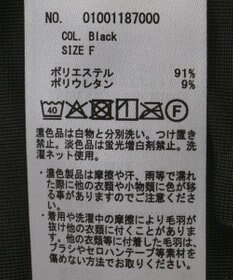 NO. 01001187000
COL. Black
SIZE F
ポリエステル 91%
ポリウレタン 9%
40 F
濃色品は白物と分別洗い。つけ置き
禁止。淡色品は蛍光増白剤禁止。洗
濯ネット使用。
・濃色製品は摩擦や汗、雨等で濡れ
た際に他の衣類や小物類に色が移
る事がありますのでご注意くださ
い。
・着用や洗濯中の摩擦により毛羽が
抜け他の衣類に付くことがありま
す。他の衣類等に付着した毛羽は、
ブラシやセロハンテープ等素材を
傷めない方法でお取りください。